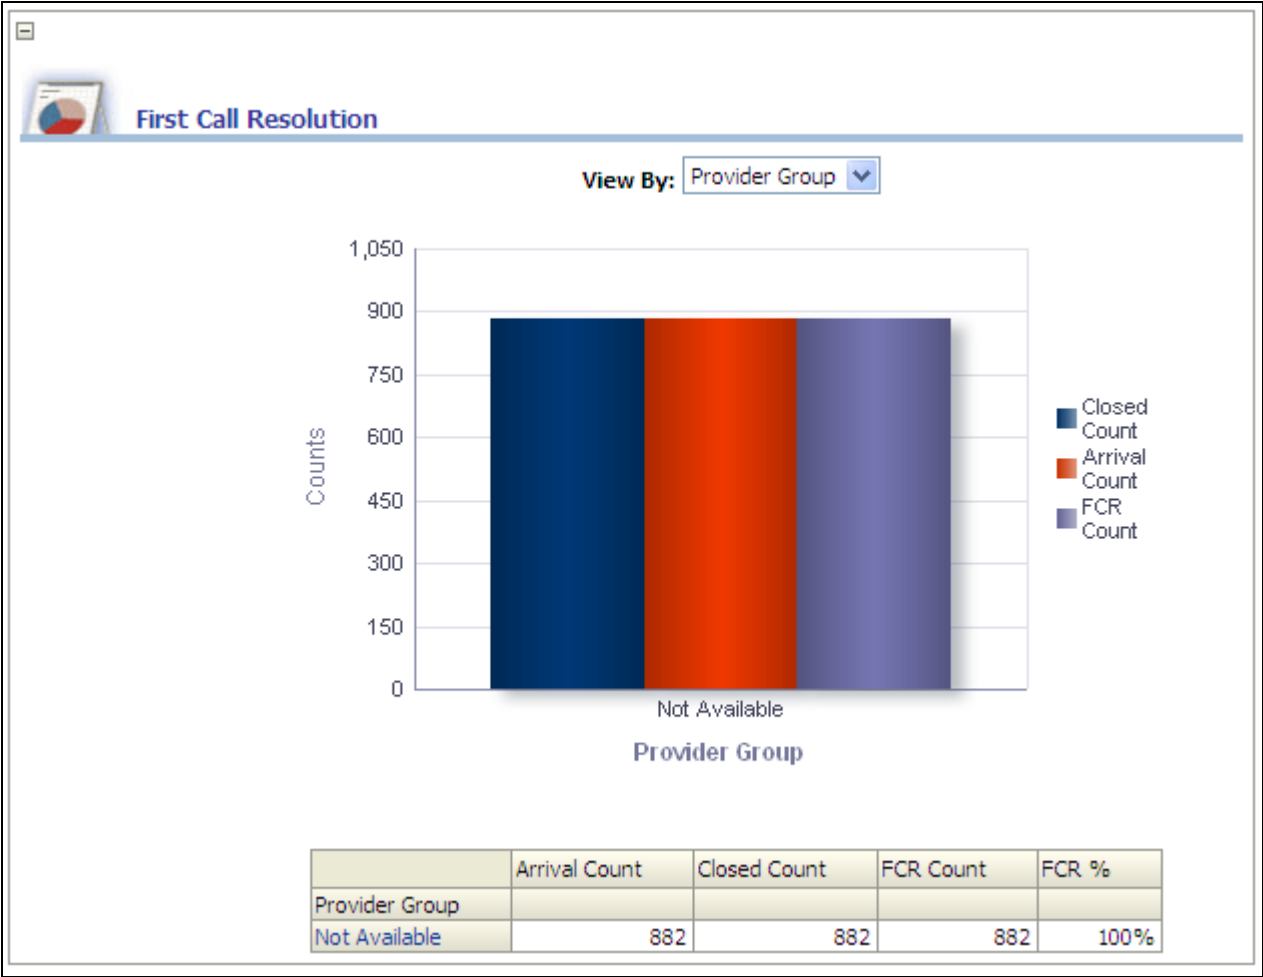 First Call Resolution
View By: Provider Group
1,050
900
750
600
450
300
150
0
Counts
Not Available
Provider Group
Closed
Count
Arrival
Count
FCR
Count
Arrival Count Closed Count FCR Count FCR %
Provider Group
Not Available 882 882 882 100%